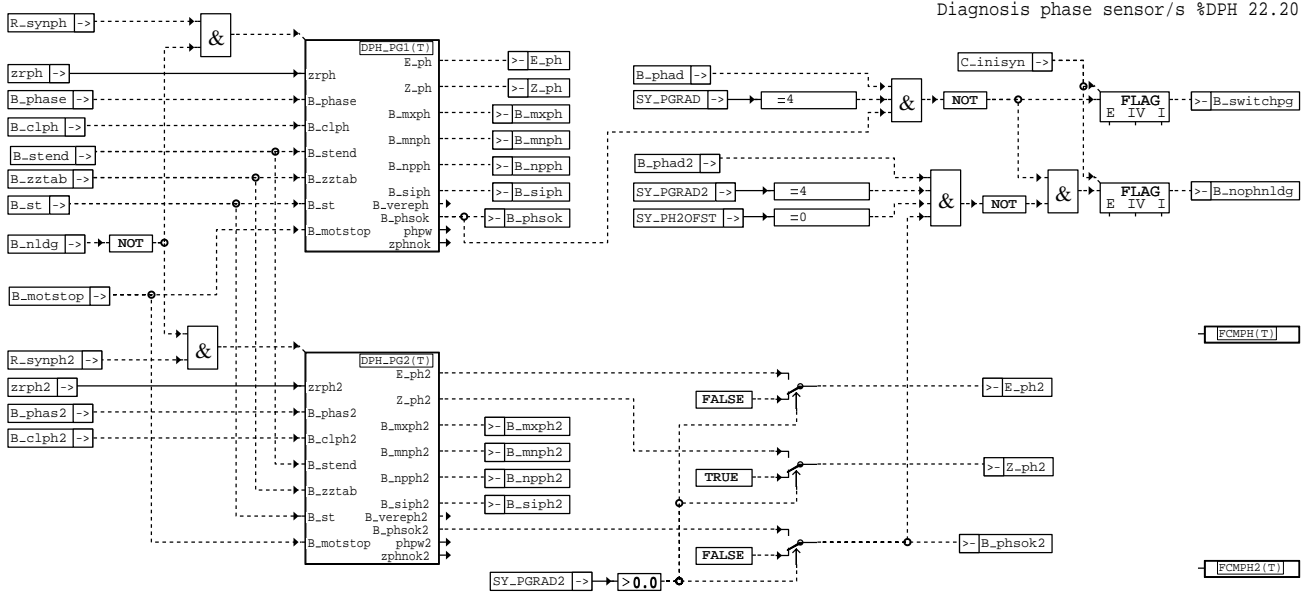 Diagnosis phase sensor/s %DPH 22.20
R_synph ->
&
zrph ->
B_phase ->
B_clph ->
B_stend ->
B_zztab ->
B_st ->
B_nldg -> NOT
B_motstop ->
DPH_PG1(T)
zrph
B_phase
B_clph
B_stend
B_zztab
B_st
B_motstop
E_ph
Z_ph
B_mxph
B_mnph
B_npph
B_siph
B_vereph
B_phsok
phpw
zphnok
>- E_ph
>- Z_ph
>- B_mxph
>- B_mnph
>- B_npph
>- B_siph
>- B_phsok
B_phad ->
SY_PGRAD -> =4
&
NOT
C_inisyn ->
FLAG
E IV I
>- B_switchpg
B_phad2 ->
SY_PGRAD2 -> =4
SY_PH2OFST -> =0
&
NOT
&
FLAG
E IV I
>- B_nophnldg
&
R_synph2 ->
zrph2 ->
B_phas2 ->
B_clph2 ->
DPH_PG2(T)
zrph2
B_phas2
B_clph2
B_stend
B_zztab
B_st
B_motstop
E_ph2
Z_ph2
B_mxph2
B_mnph2
B_npph2
B_siph2
B_vereph2
B_phsok2
phpw2
zphnok2
>- B_mxph2
>- B_mnph2
>- B_npph2
>- B_siph2
FALSE
>- E_ph2
TRUE
>- Z_ph2
FALSE
>- B_phsok2
SY_PGRAD2 -> >0.0
FCMPH(T)
FCMPH2(T)